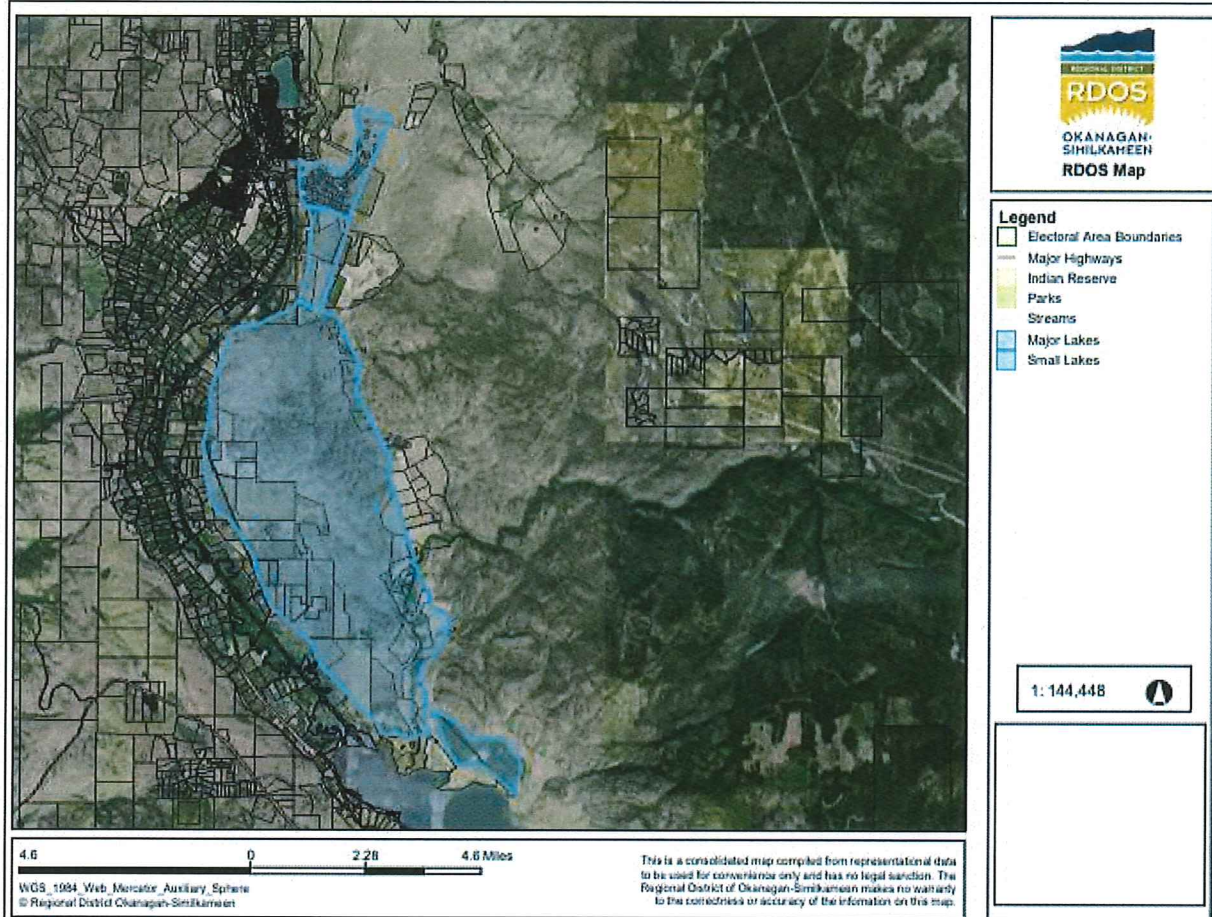 REGIONAL DISTRICT
RDOS
OKANAGAN-
SIMILKAMEEN
RDOS Map
Legend
Electoral Area Boundaries
Major Highways
Indian Reserve
Parks
Streams
Major Lakes
Small Lakes
1: 144,448
4.6
0
2.28
4.6 Miles
WGS_1984_Web_Mercator_Auxiliary_Sphere
© Regional District Okanagan-Similkameen
This is a consolidated map compiled from representational data
to be used for convenience only and has no legal sanction. The
Regional District of Okanagan-Similkameen makes no warranty
to the correctness or accuracy of the information on this map.